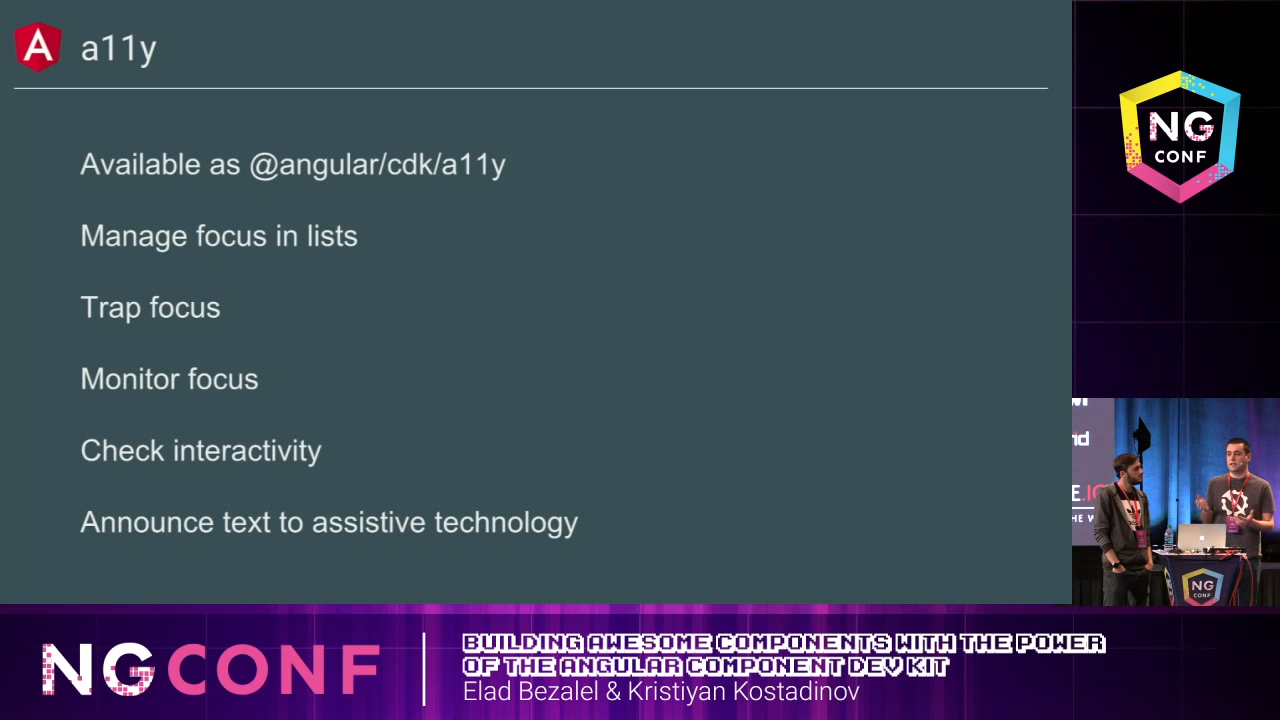 a11y
Available as @angular/cdk/a11y
Manage focus in lists
Trap focus
Monitor focus
Check interactivity
Announce text to assistive technology
NG
CONF
NG
CONF
NGCONF
BUILDING AWESOME COMPONENTS WITH THE POWER
OF THE ANGULAR COMPONENT DEV KIT
Elad Bezalel & Kristiyan Kostadinov